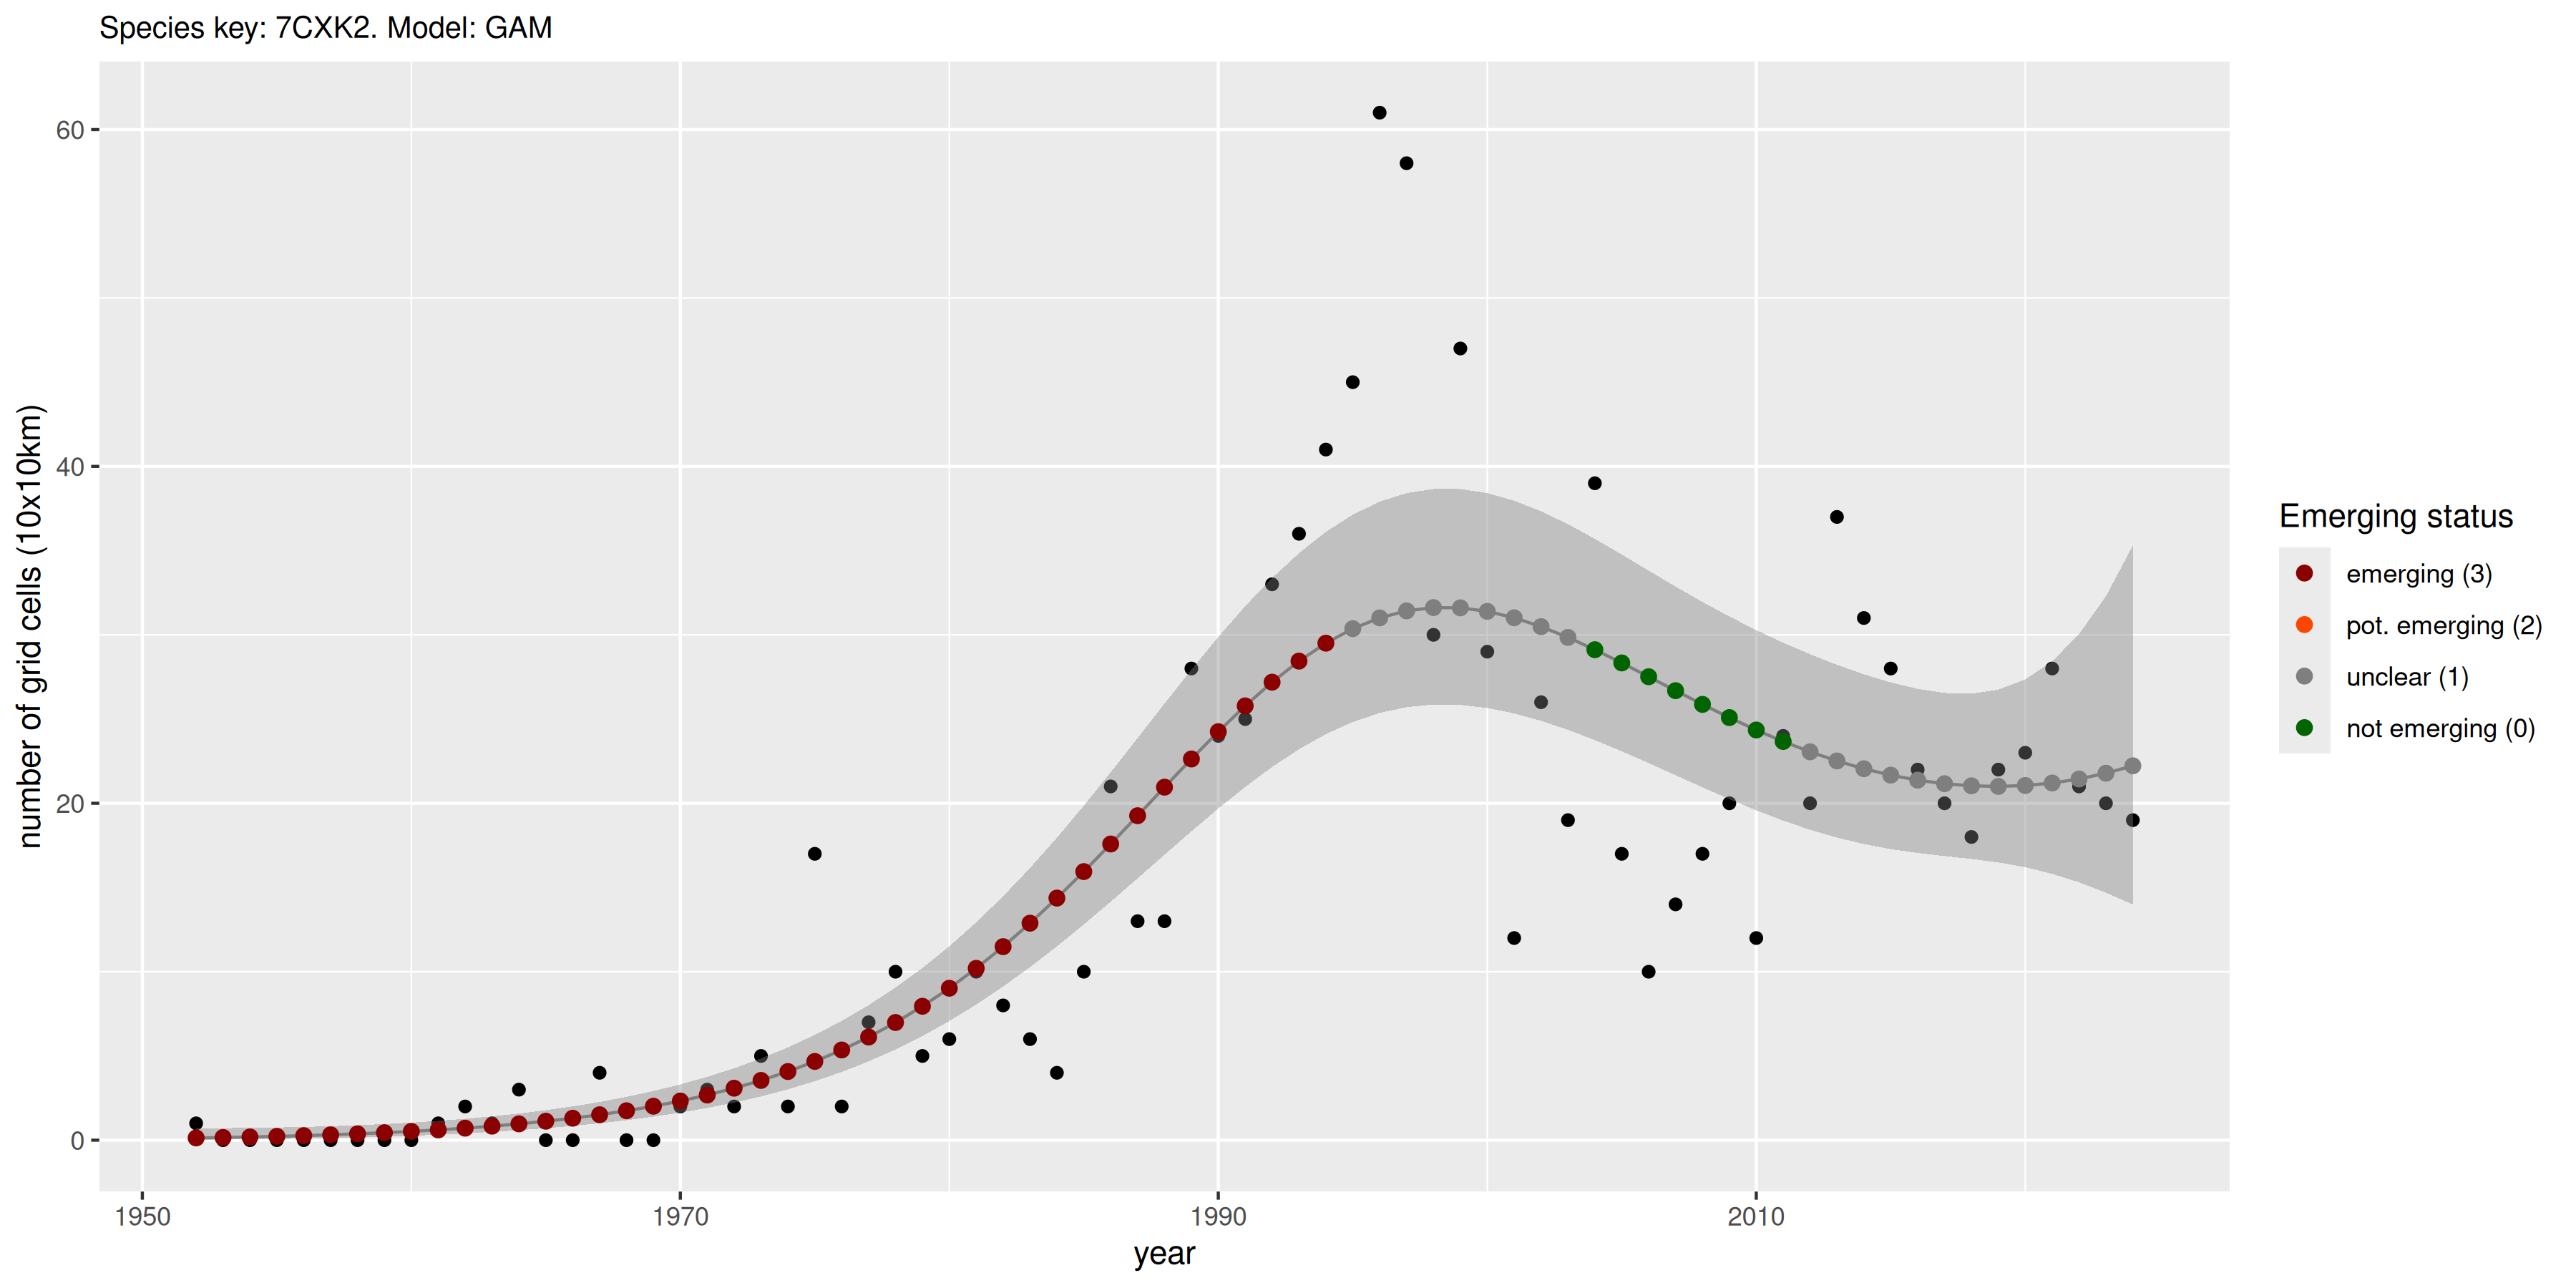 Species key: 7CXK2. Model: GAM
number of grid cells (10x10km)
60
40
20
0
1950
1970
1990
2010
year
Emerging status
emerging (3)
pot. emerging (2)
unclear (1)
not emerging (0)